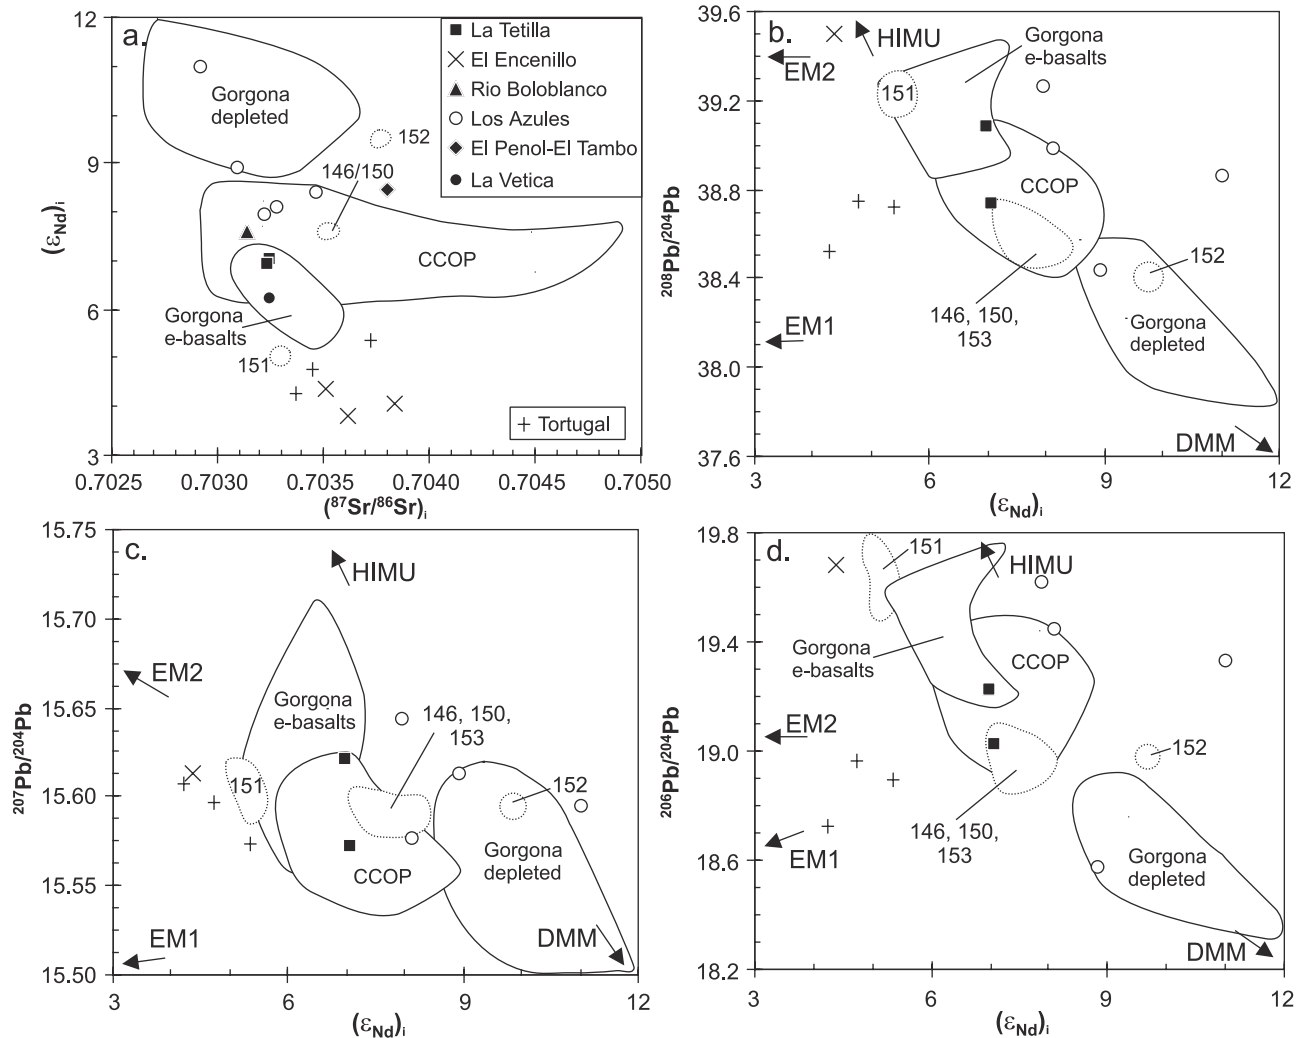 a.
12
9
6
3
(εNd)i
0.7025
0.7030
0.7035
0.7040
0.7045
0.7050
(⁸⁷Sr/⁸⁶Sr)i
Gorgona
depleted
152
146/150
CCOP
Gorgona
e-basalts
151
La Tetilla
El Encenillo
Rio Boloblanco
Los Azules
El Penol-El Tambo
La Vetica
Tortugal
b.
39.6
39.2
38.8
38.4
38.0
37.6
²⁰⁸Pb/²⁰⁴Pb
3
6
9
12
(εNd)i
HIMU
EM2
Gorgona
e-basalts
151
CCOP
152
146, 150,
153
EM1
Gorgona
depleted
DMM
c.
15.75
15.70
15.65
15.60
15.55
15.50
²⁰⁷Pb/²⁰⁴Pb
3
6
9
12
(εNd)i
HIMU
EM2
Gorgona
e-basalts
146, 150,
153
151
152
CCOP
Gorgona
depleted
EM1
DMM
d.
19.8
19.4
19.0
18.6
18.2
²⁰⁶Pb/²⁰⁴Pb
3
6
9
12
(εNd)i
151
HIMU
Gorgona
e-basalts
CCOP
EM2
152
146, 150,
153
EM1
Gorgona
depleted
DMM